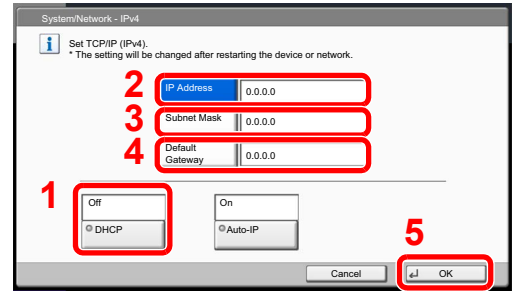 System/Network - IPv4
i
Set TCP/IP (IPv4).
* The setting will be changed after restarting the device or network.
2 IP Address 0.0.0.0
3 Subnet Mask 0.0.0.0
4 Default Gateway 0.0.0.0
1
Off On
DHCP Auto-IP
5
Cancel OK